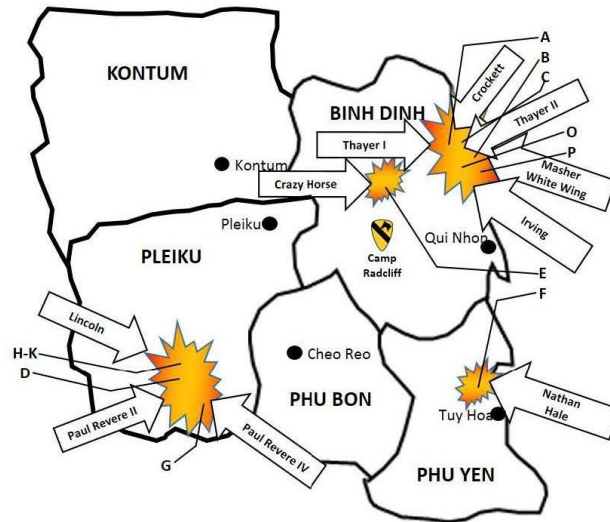 A
B
C
KONTUM
Crockett
BINH DINH
Thayer II
O
P
Thayer I
Masher
White Wing
Kontum
Crazy Horse
Irving
Pleiku
Qui Nhon
Camp
Radcliff
PLEIKU
E
F
Lincoln
H-K
D
Cheo Reo
PHU BON
Nathan
Hale
Tuy Hoa
Paul Revere II
Paul Revere IV
G
PHU YEN